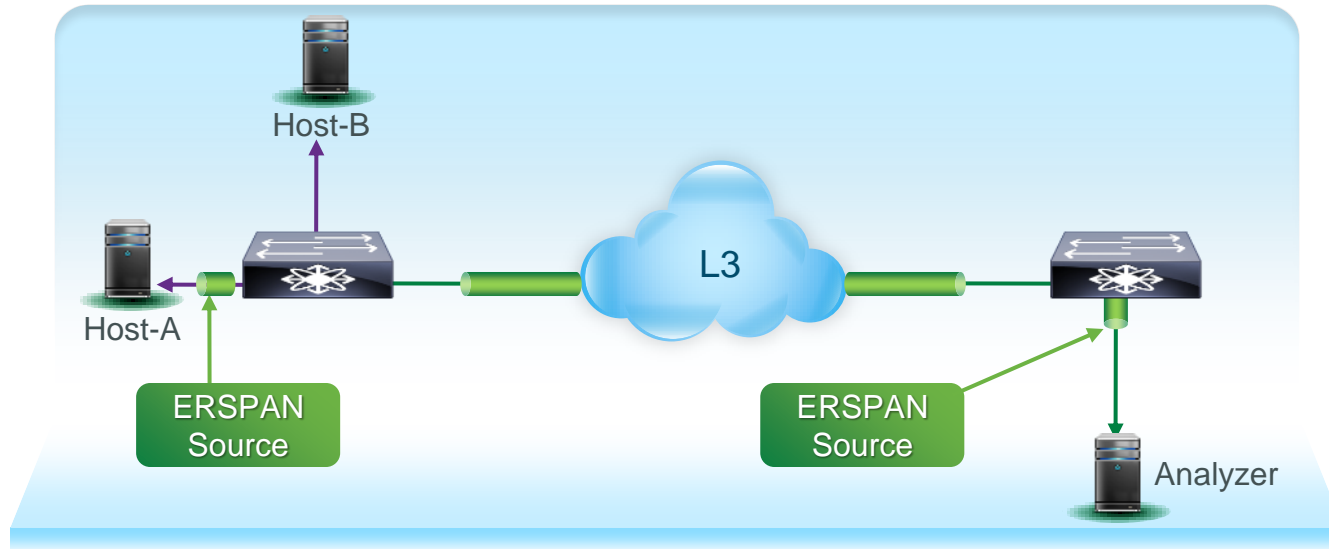 Host-B
L3
Host-A
ERSPAN
Source
ERSPAN
Source
Analyzer